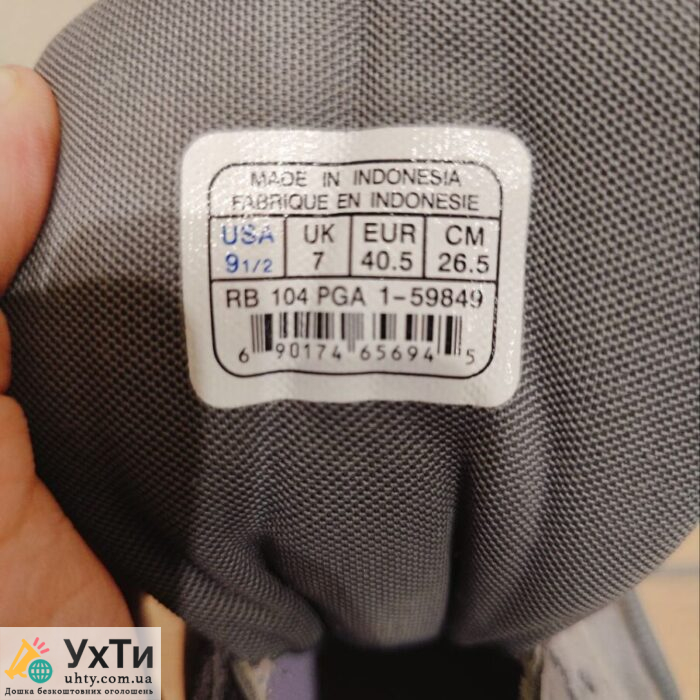 MADE IN INDONESIA
FABRIQUE EN INDONESIE
USA UK EUR CM
9 1/2 7 40.5 26.5
RB 104 PGA 1-59849
6 90174 65694 5
УхТи
uhty.com.ua
Дошка безкоштовних оголошень